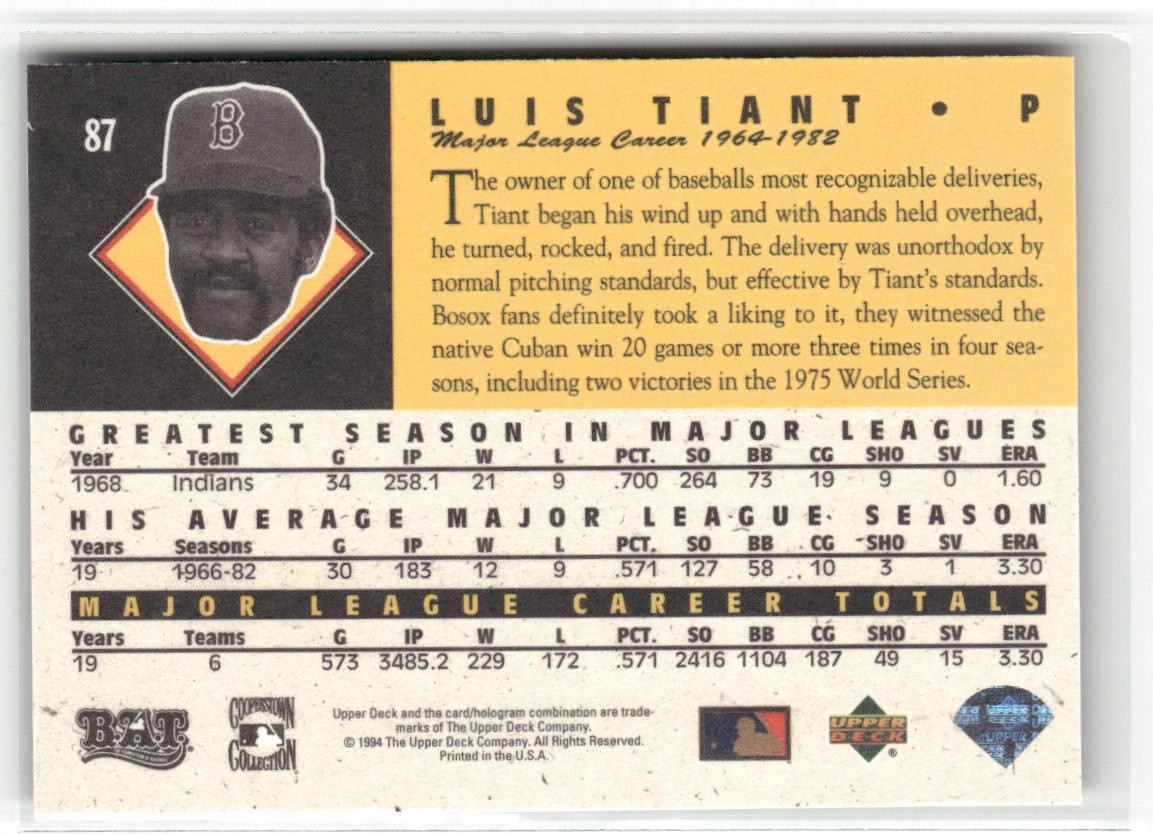 87
B
LUIS TIANT • P
Major League Career 1964-1982
The owner of one of baseballs most recognizable deliveries,
Tiant began his wind up and with hands held overhead,
he turned, rocked, and fired. The delivery was unorthodox by
normal pitching standards, but effective by Tiant's standards.
Bosox fans definitely took a liking to it, they witnessed the
native Cuban win 20 games or more three times in four sea-
sons, including two victories in the 1975 World Series.
GREATEST SEASON IN MAJOR LEAGUES
Year Team G IP W L PCT. SO BB CG SHO SV ERA
1968 Indians 34 258.1 21 9 .700 264 73 19 9 0 1.60
HIS AVERAGE MAJOR LEAGUE SEASON
Years Seasons G IP W L PCT. SO BB CG SHO SV ERA
19 1966-82 30 183 12 9 .571 127 58 10 3 1 3.30
MAJOR LEAGUE CAREER TOTALS
Years Teams G IP W L PCT. SO BB CG SHO SV ERA
19 6 573 3485.2 229 172 .571 2416 1104 187 49 15 3.30
B.A.T.
COOPERSTOWN
COLLECTION
Upper Deck and the card/hologram combination are trade-
marks of The Upper Deck Company.
© 1994 The Upper Deck Company. All Rights Reserved.
Printed in the U.S.A.
UPPER
DECK
®
UPPER
DECK
UPPER